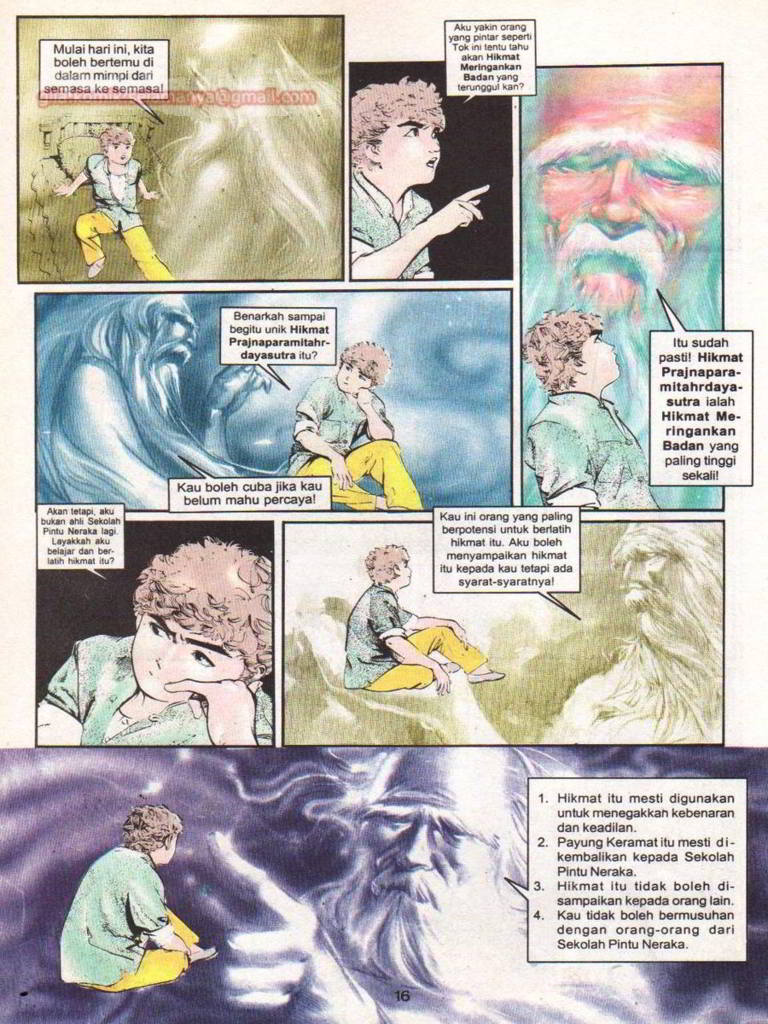 Mulai hari ini, kita
boleh bertemu di
dalam mimpi dari
semasa ke semasa!
Aku yakin orang
yang pintar seperti
Tok ini tentu tahu
akan Hikmat
Meringankan
Badan yang
terunggul kan?
Itu sudah
pasti! Hikmat
Prajnapara-
mitahrdaya-
sutra ialah
Hikmat Me-
ringankan
Badan yang
paling tinggi
sekali!
Benarkah sampai
begitu unik Hikmat
Prajnaparamitahr-
dayasutra itu?
Kau boleh cuba jika kau
belum mahu percaya!
Akan tetapi, aku
bukan ahli Sekolah
Pintu Neraka lagi.
Layakkah aku
belajar dan ber-
latih hikmat itu?
Kau ini orang yang paling
berpotensi untuk berlatih
hikmat itu. Aku boleh
menyampaikan hikmat
itu kepada kau tetapi ada
syarat-syaratnya!
1. Hikmat itu mesti digunakan
untuk menegakkah kebenaran
dan keadilan.
2. Payung Keramat itu mesti di-
kembalikan kepada Sekolah
Pintu Neraka.
3. Hikmat itu tidak boleh di-
sampaikan kepada orang lain.
4. Kau tidak boleh bermusuhan
dengan orang-orang dari
Sekolah Pintu Neraka.
16